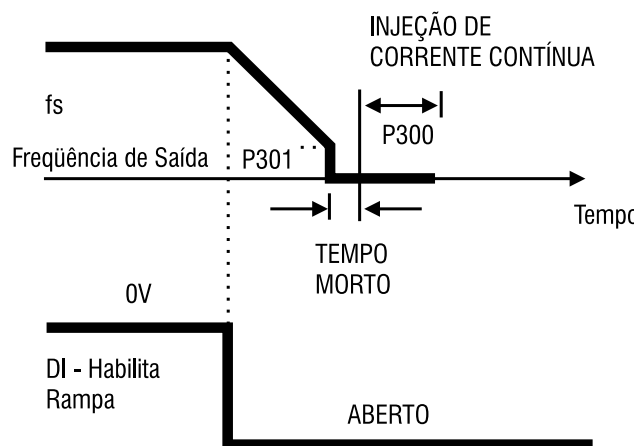 INJEÇÃO DE
CORRENTE CONTÍNUA
fs
P300
Freqüência de Saída
P301
Tempo
TEMPO
MORTO
0V
DI - Habilita
Rampa
ABERTO